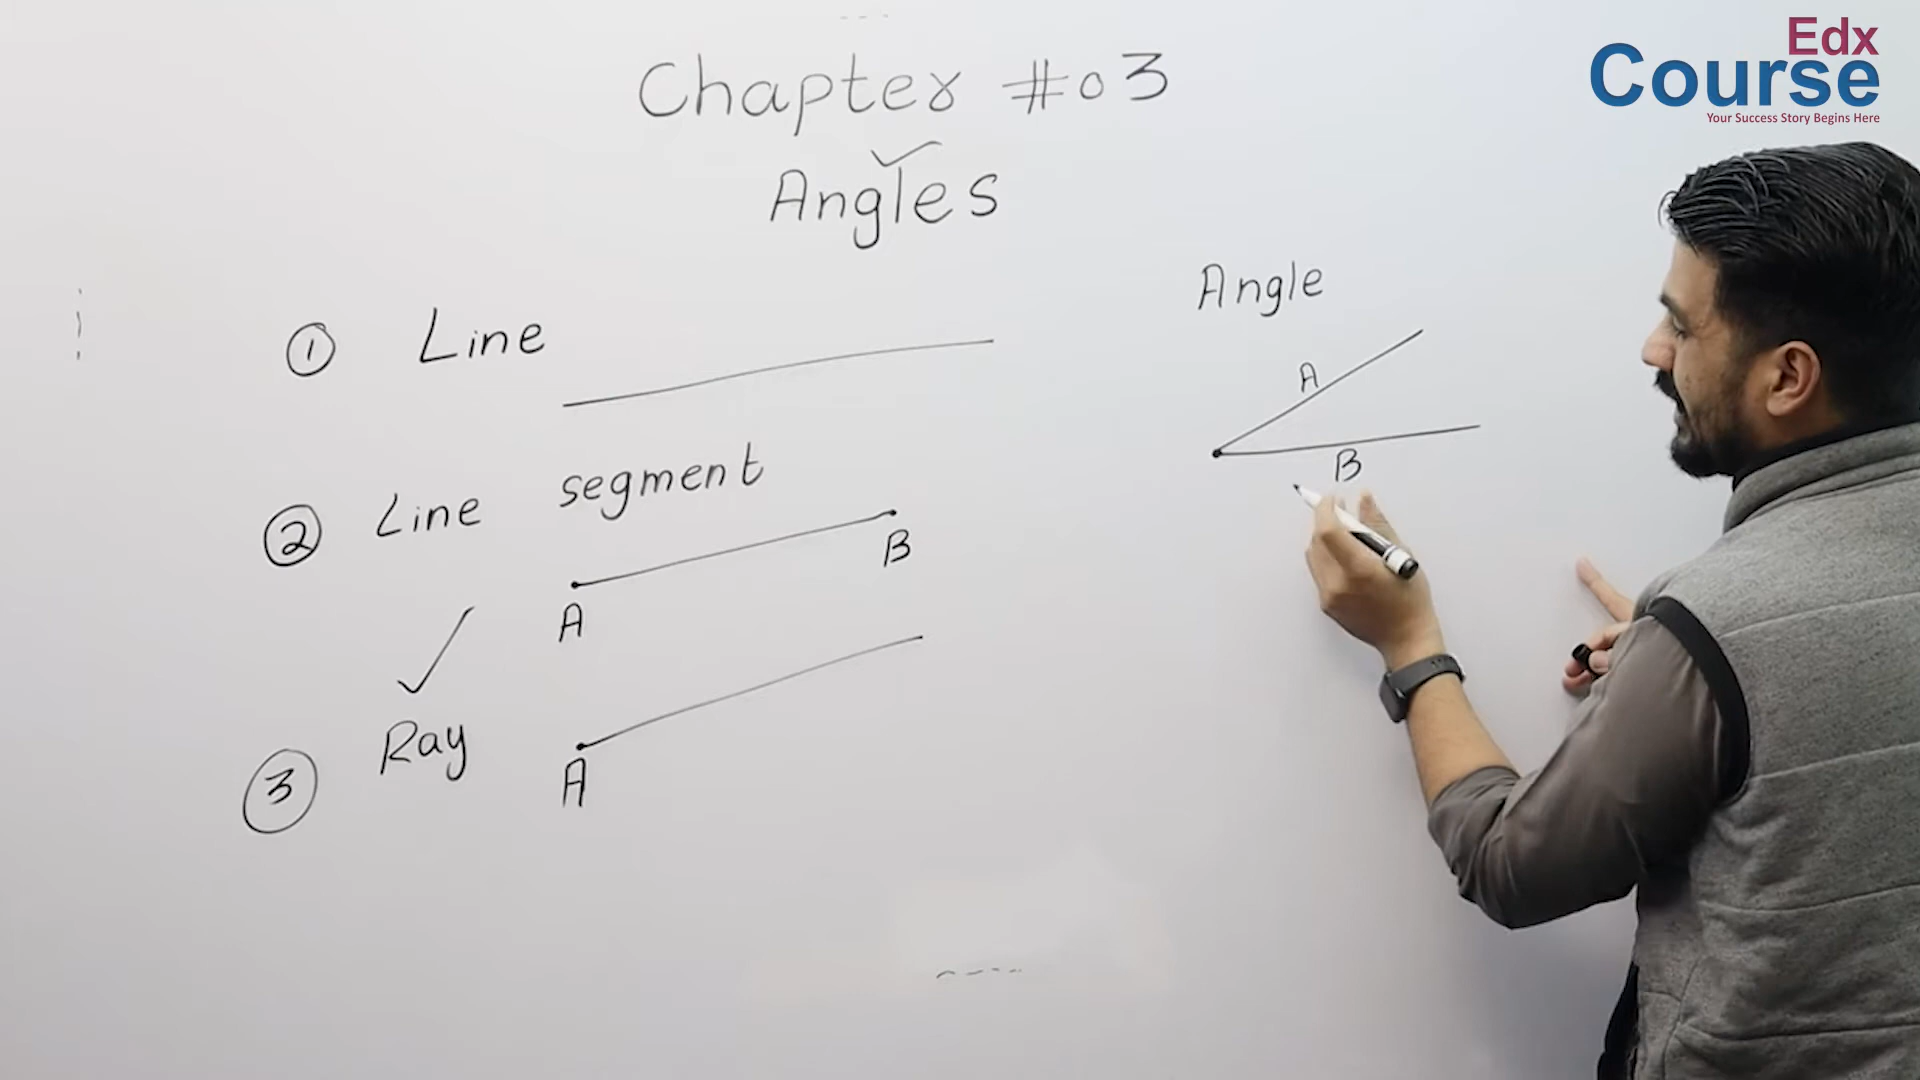 Edx
Course
Your Success Story Begins Here
Chapter #03
Angles
① Line
② Line segment
A B
③ Ray
A
Angle
A
B